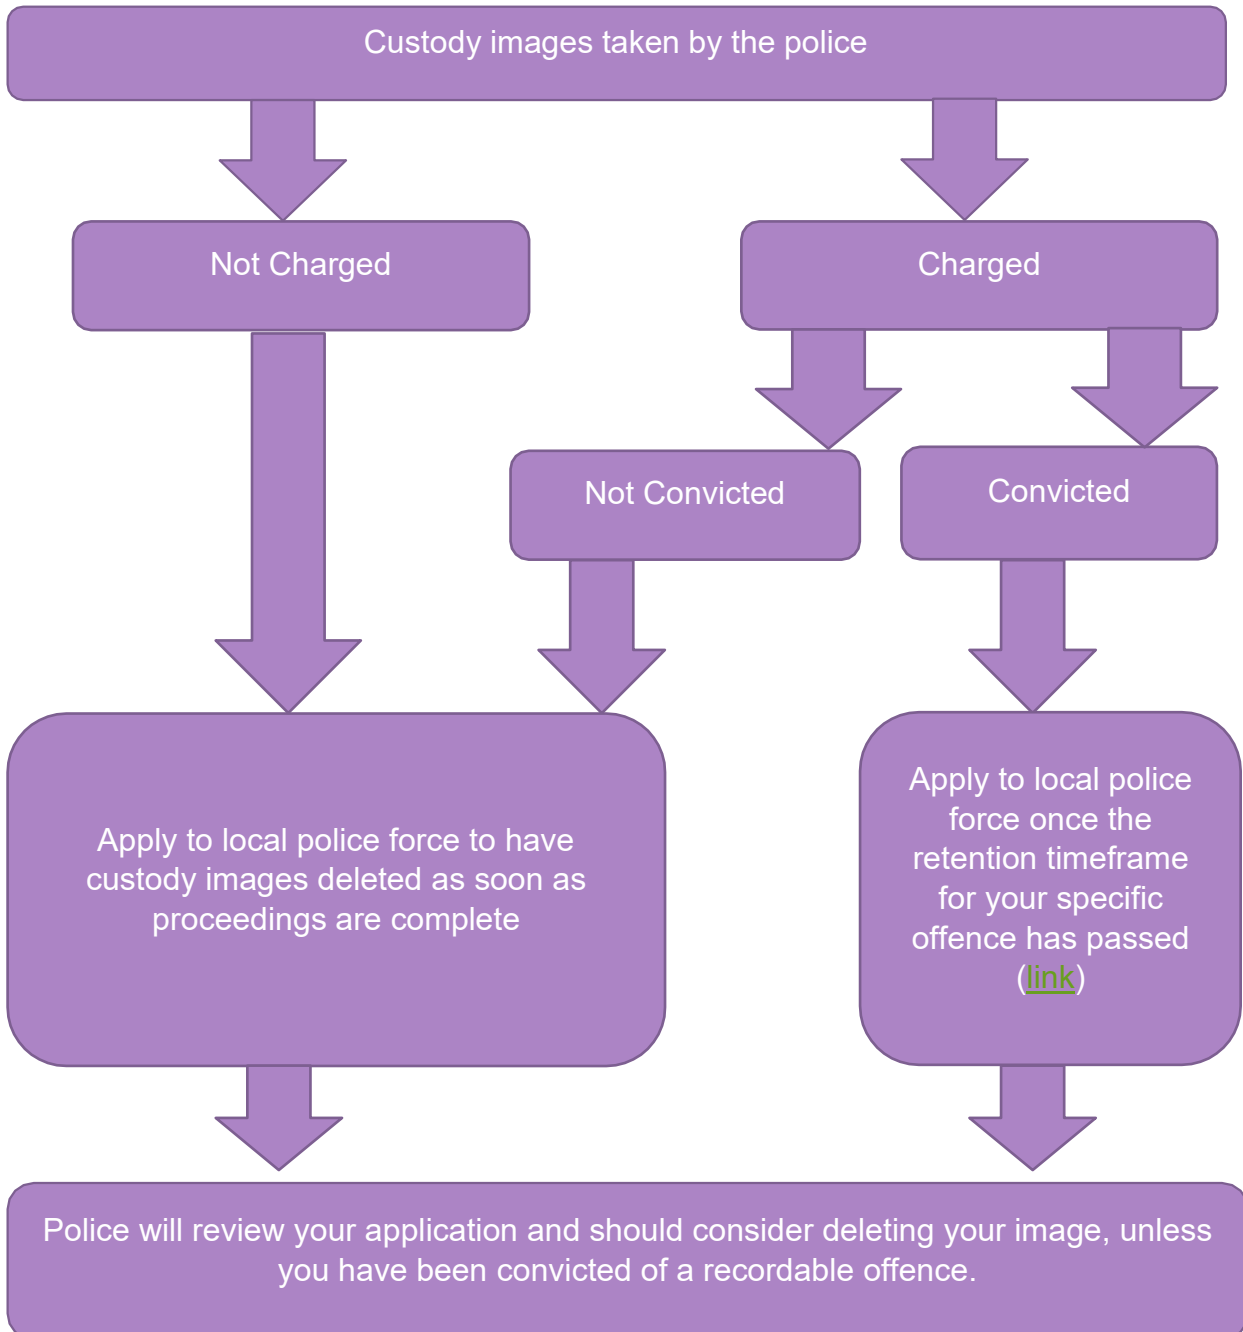 Custody images taken by the police
Not Charged
Charged
Not Convicted
Convicted
Apply to local police force to have
custody images deleted as soon as
proceedings are complete
Apply to local police
force once the
retention timeframe
for your specific
offence has passed
(link)
Police will review your application and should consider deleting your image, unless
you have been convicted of a recordable offence.